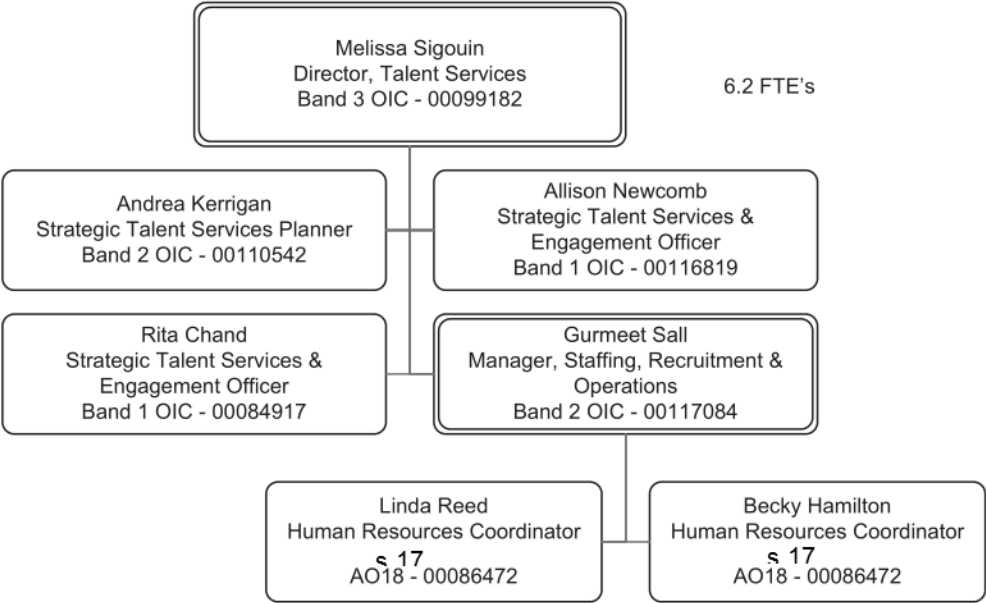 Melissa Sigouin
Director, Talent Services
Band 3 OIC - 00099182
6.2 FTE's
Andrea Kerrigan
Strategic Talent Services Planner
Band 2 OIC - 00110542
Allison Newcomb
Strategic Talent Services &
Engagement Officer
Band 1 OIC - 00116819
Rita Chand
Strategic Talent Services &
Engagement Officer
Band 1 OIC - 00084917
Gurmeet Sall
Manager, Staffing, Recruitment &
Operations
Band 2 OIC - 00117084
Linda Reed
Human Resources Coordinator
s 17
AO18 - 00086472
Becky Hamilton
Human Resources Coordinator
s 17
AO18 - 00086472